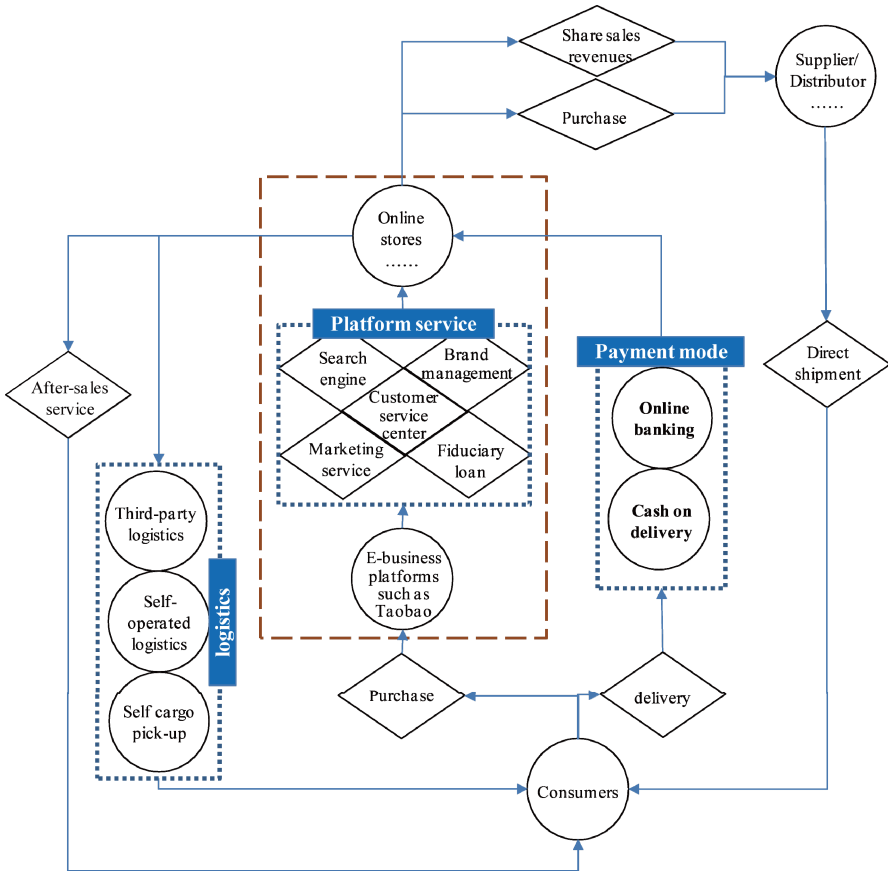 Share sales
revenues
Supplier/
Distributor
……
Purchase
Online
stores
……
Platform service
Search
engine
Brand
management
Customer
service
center
Marketing
service
Fiduciary
loan
Payment mode
Online
banking
Cash on
delivery
Direct
shipment
After-sales
service
Third-party
logistics
Self-
operated
logistics
Self cargo
pick-up
logistics
E-business
platforms
such as
Taobao
Purchase
delivery
Consumers